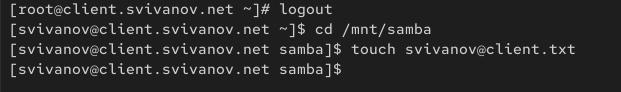 [root@client.svivanov.net ~]# logout
[svivanov@client.svivanov.net ~]$ cd /mnt/samba
[svivanov@client.svivanov.net samba]$ touch svivanov@client.txt
[svivanov@client.svivanov.net samba]$